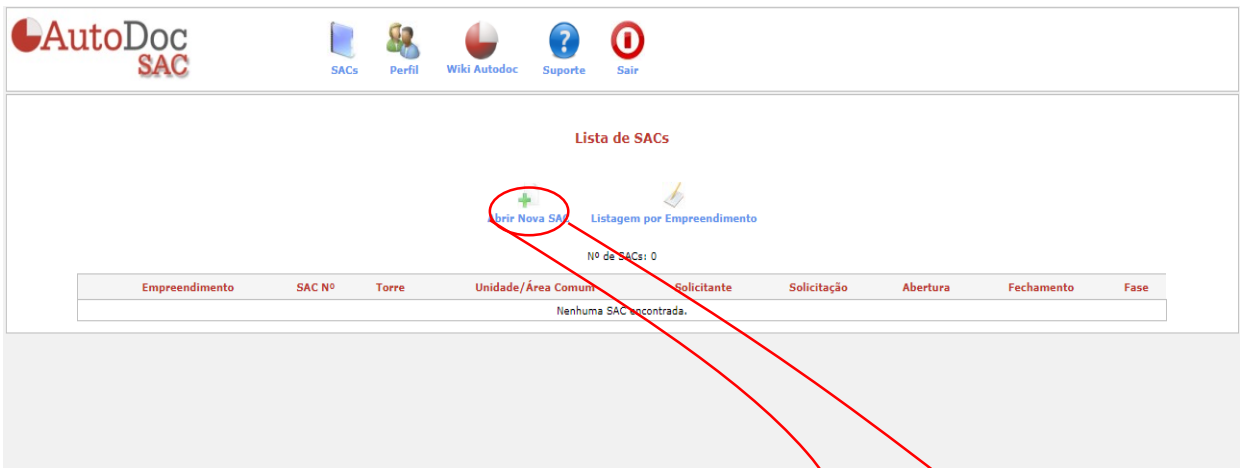 AutoDoc
SAC
SACs Perfil Wiki Autodoc Suporte Sair
Lista de SACs
Abrir Nova SAC Listagem por Empreendimento
Nº de SACs: 0
Empreendimento SAC Nº Torre Unidade/Área Comum Solicitante Solicitação Abertura Fechamento Fase
Nenhuma SAC encontrada.